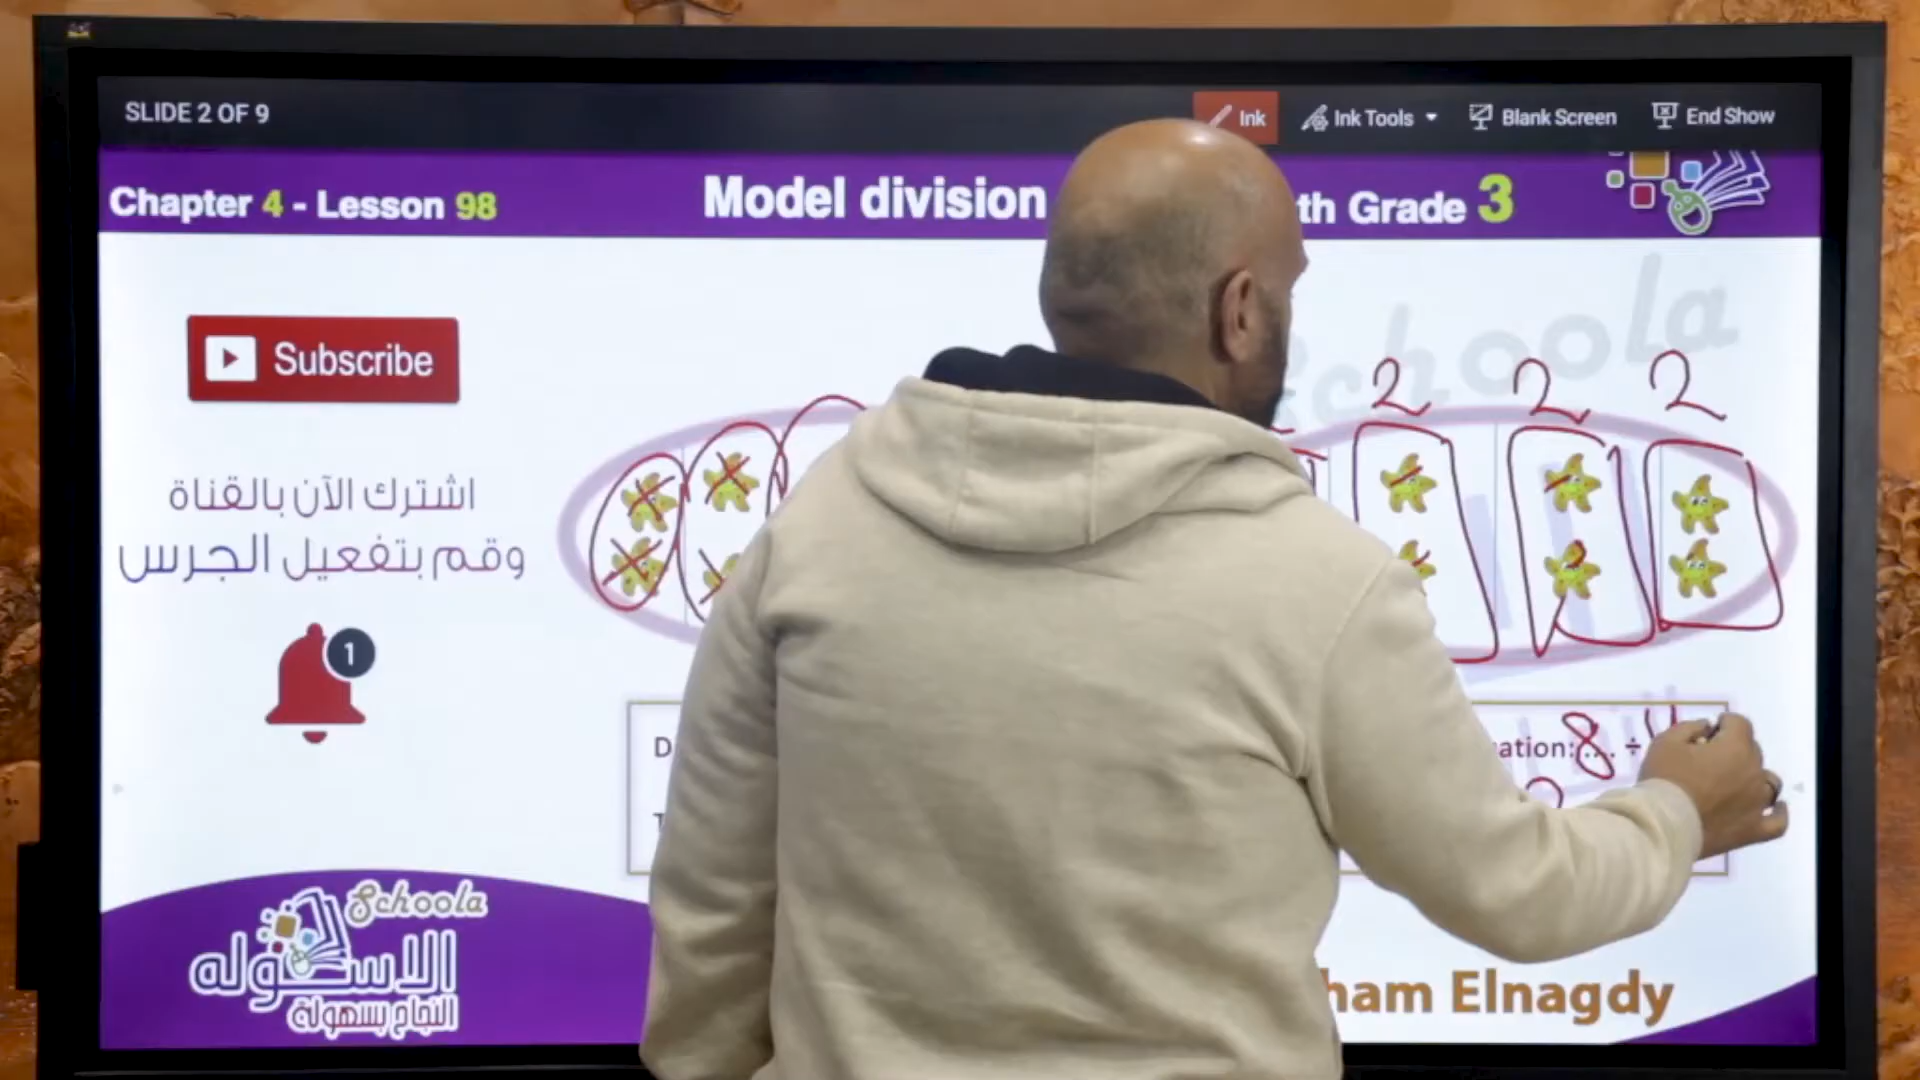 SLIDE 2 OF 9
Ink
Ink Tools
Blank Screen
End Show
Chapter 4 - Lesson 98
Model division
th Grade 3
Schoola
Subscribe
2 2 2
اشترك الآن بالقناة
وقم بتفعيل الجرس
1
ation: 8 ÷ 4
Schoola
الاسكوله
النجاح بسهولة
ham Elnagdy